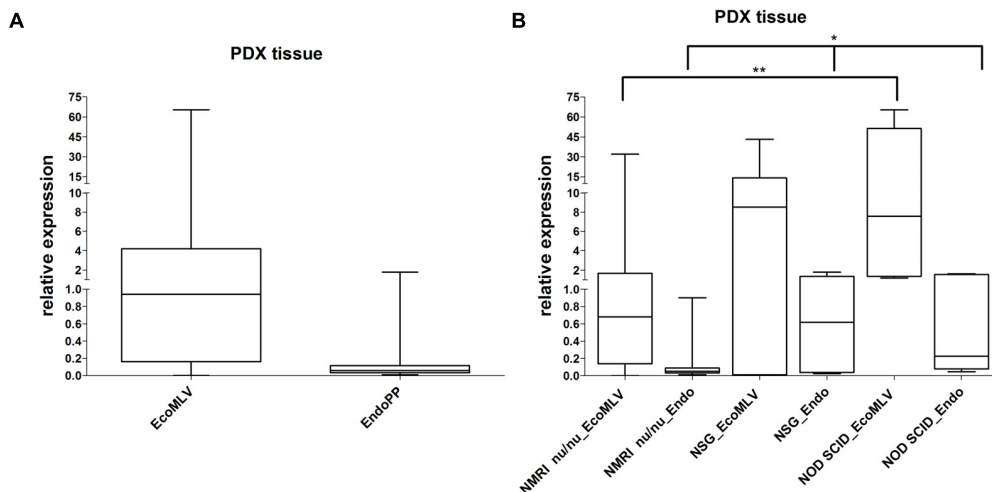 A
PDX tissue
relative expression
75
60
45
30
15
10
8
6
4
2
1.0
0.8
0.6
0.4
0.2
0.0
EcoMLV
EndoPP
B
PDX tissue
*
**
relative expression
75
60
45
30
15
10
8
6
4
2
1.0
0.8
0.6
0.4
0.2
0.0
NMRI nu/nu_EcoMLV
NMRI nu/nu_Endo
NSG_EcoMLV
NSG_Endo
NOD SCID_EcoMLV
NOD SCID_Endo